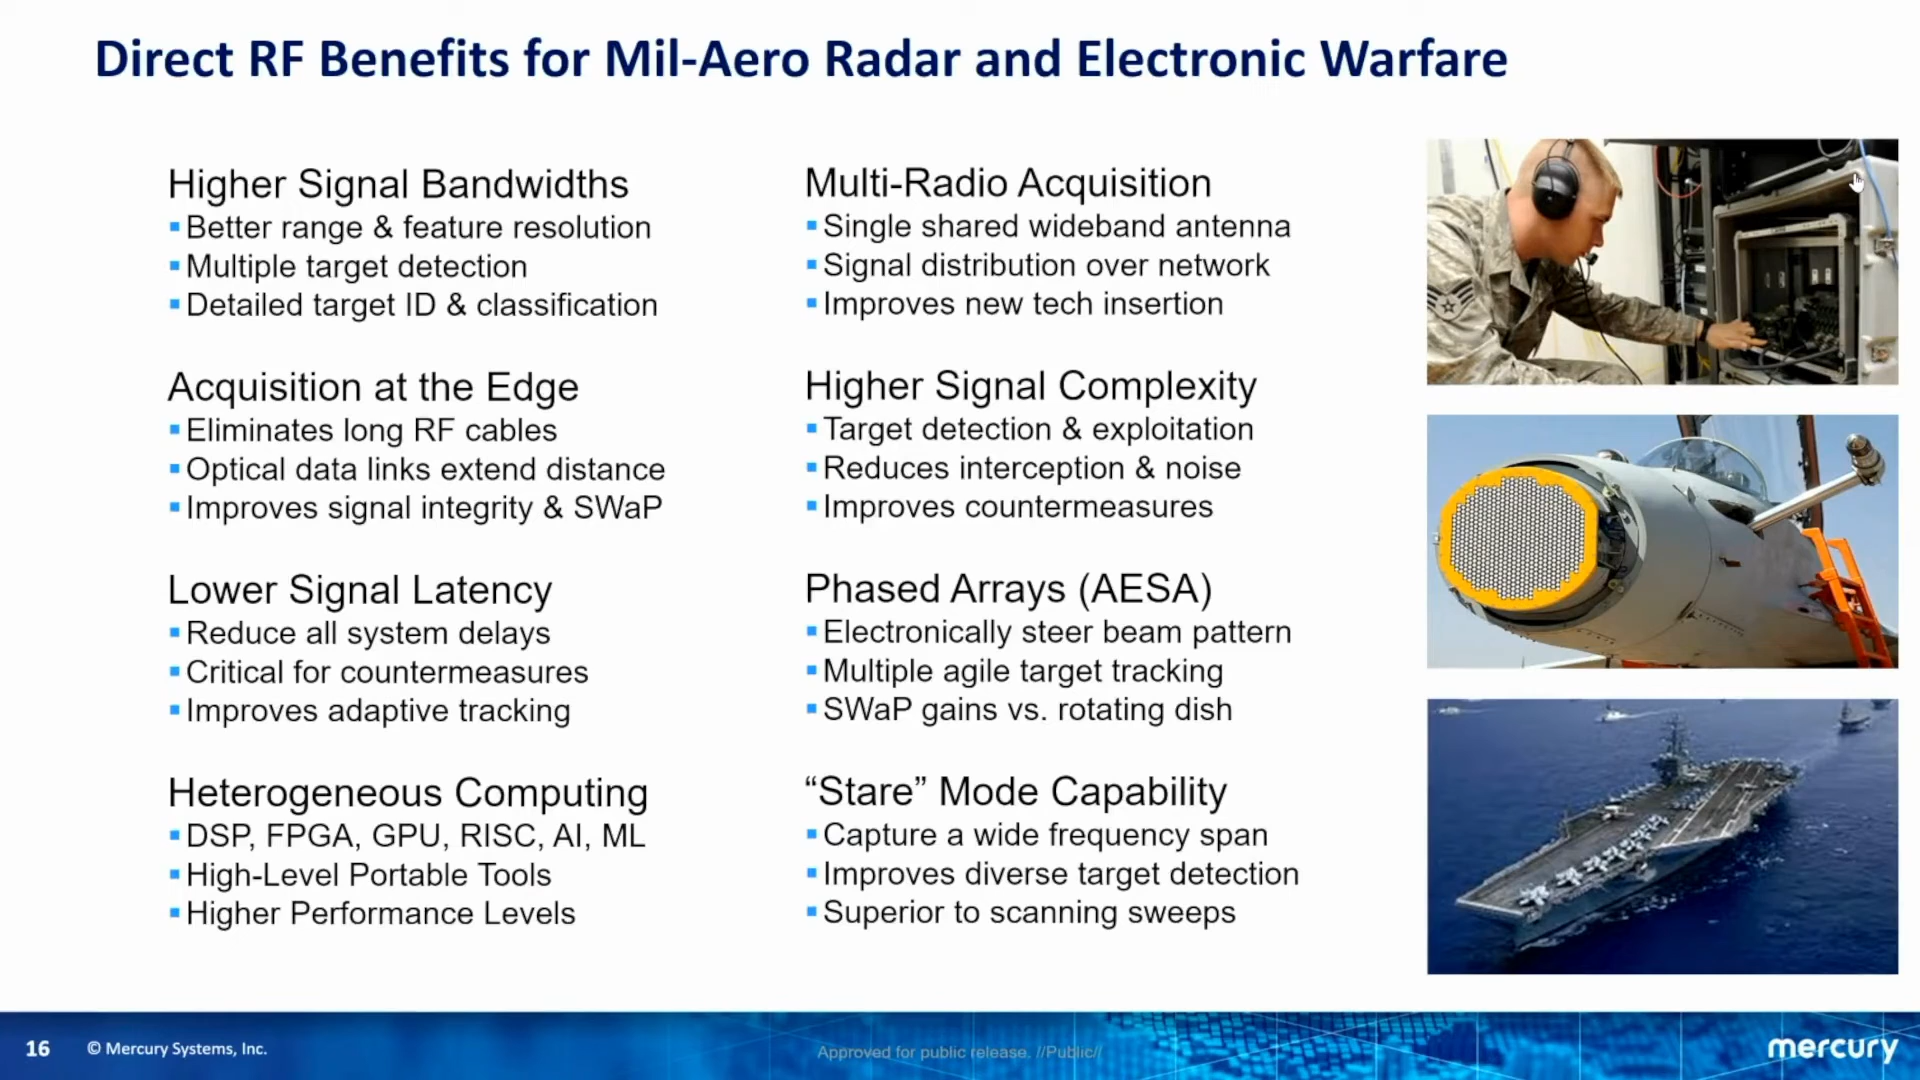 Direct RF Benefits for Mil-Aero Radar and Electronic Warfare
Higher Signal Bandwidths
▪Better range & feature resolution
▪Multiple target detection
▪Detailed target ID & classification
Acquisition at the Edge
▪Eliminates long RF cables
▪Optical data links extend distance
▪Improves signal integrity & SWaP
Lower Signal Latency
▪Reduce all system delays
▪Critical for countermeasures
▪Improves adaptive tracking
Heterogeneous Computing
▪DSP, FPGA, GPU, RISC, AI, ML
▪High-Level Portable Tools
▪Higher Performance Levels
Multi-Radio Acquisition
▪Single shared wideband antenna
▪Signal distribution over network
▪Improves new tech insertion
Higher Signal Complexity
▪Target detection & exploitation
▪Reduces interception & noise
▪Improves countermeasures
Phased Arrays (AESA)
▪Electronically steer beam pattern
▪Multiple agile target tracking
▪SWaP gains vs. rotating dish
“Stare” Mode Capability
▪Capture a wide frequency span
▪Improves diverse target detection
▪Superior to scanning sweeps
16 © Mercury Systems, Inc.
Approved for public release. //Public//
mercury